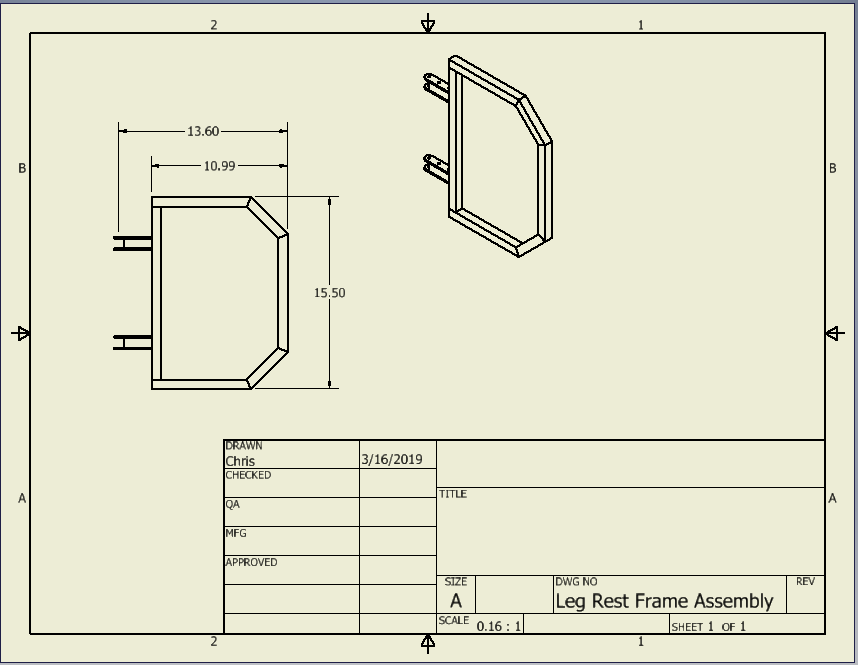 2 1
13.60
10.99
B B
15.50
DRAWN
Chris 3/16/2019
CHECKED
TITLE
A A
QA
MFG
APPROVED
SIZE DWG NO REV
A Leg Rest Frame Assembly
SCALE 0.16 : 1 SHEET 1 OF 1
2 1